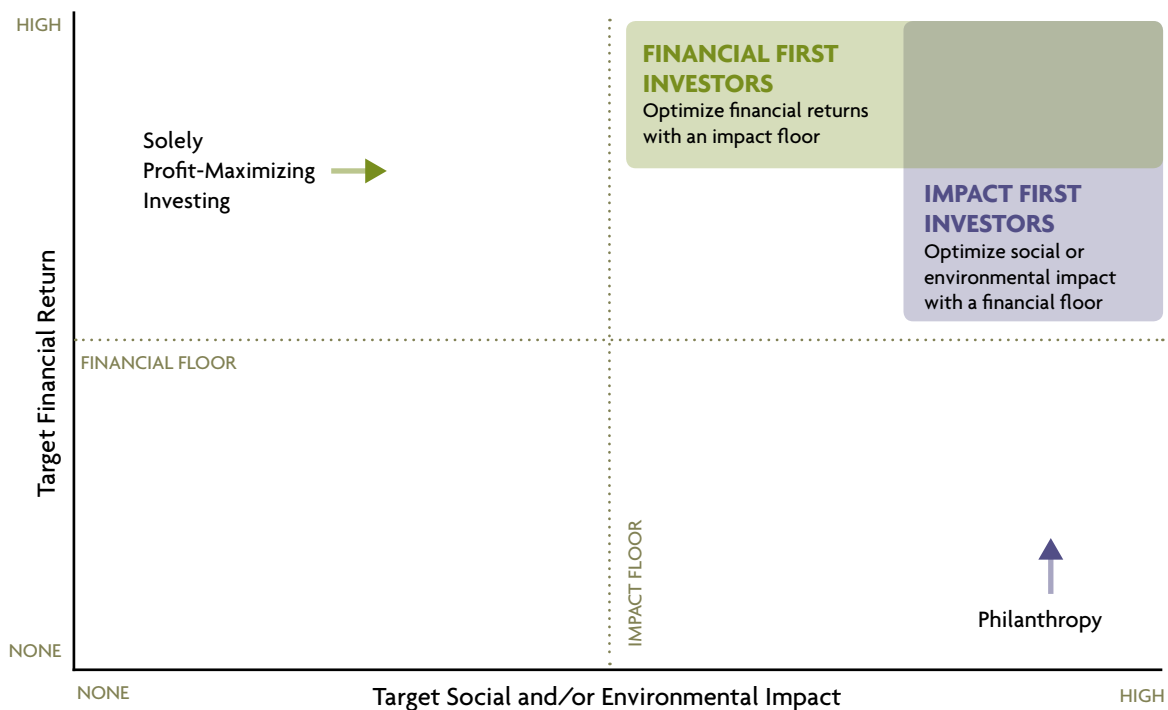 HIGH
FINANCIAL FIRST
INVESTORS
Optimize financial returns
with an impact floor
Solely
Profit-Maximizing
Investing
IMPACT FIRST
INVESTORS
Optimize social or
environmental impact
with a financial floor
Target Financial Return
FINANCIAL FLOOR
IMPACT FLOOR
Philanthropy
NONE
NONE
Target Social and/or Environmental Impact
HIGH